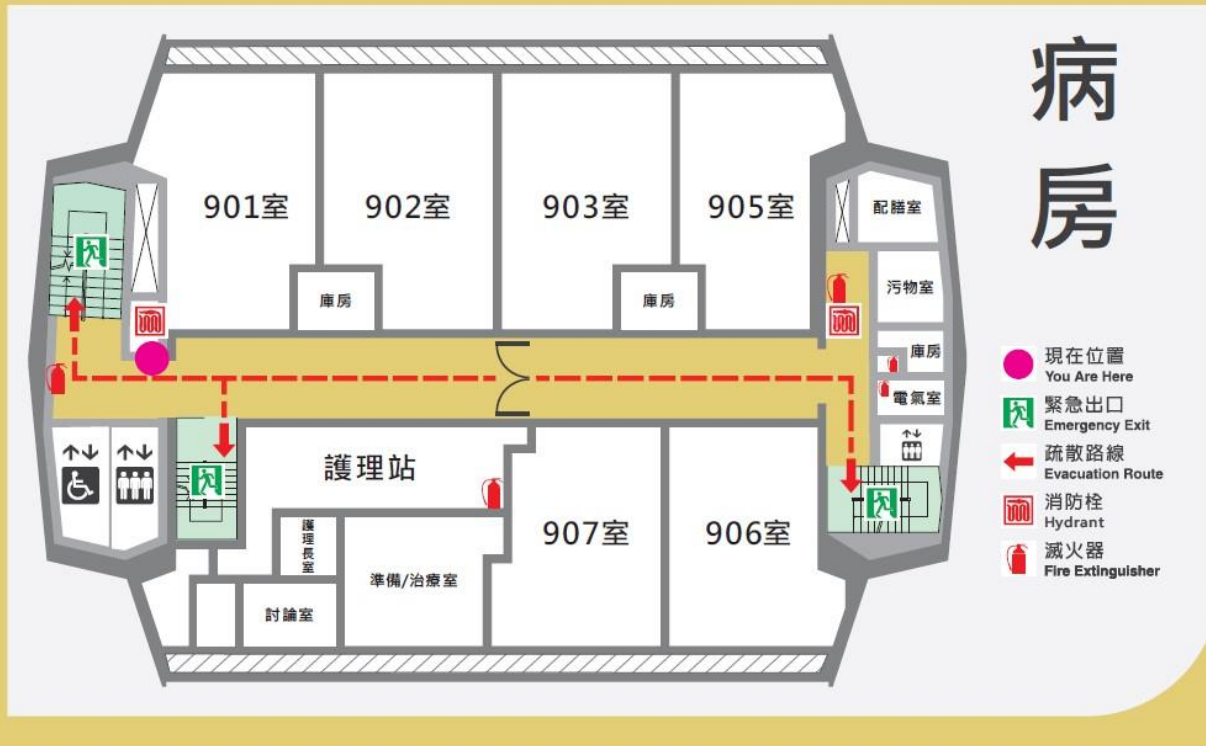 病
房
901室
902室
903室
905室
配膳室
庫房
庫房
污物室
庫房
電氣室
護理站
護理長室
準備/治療室
討論室
907室
906室
現在位置
You Are Here
緊急出口
Emergency Exit
疏散路線
Evacuation Route
消防栓
Hydrant
滅火器
Fire Extinguisher